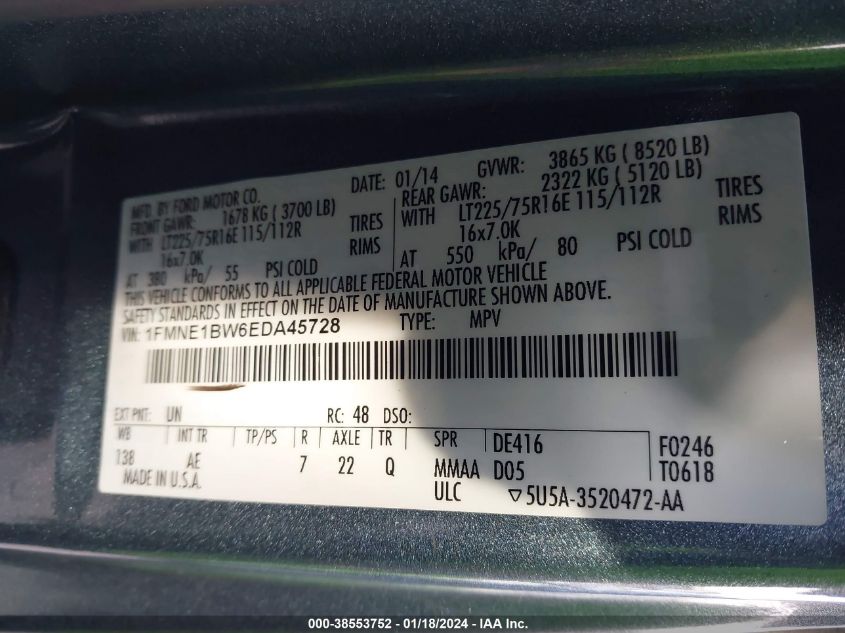 MFD. BY FORD MOTOR CO.
DATE: 01/14
GVWR: 3865 KG ( 8520 LB)
FRONT GAWR: 1678 KG ( 3700 LB)
REAR GAWR: 2322 KG ( 5120 LB)
WITH LT225/75R16E 115/112R TIRES
WITH LT225/75R16E 115/112R TIRES
16x7.0K RIMS
16x7.0K RIMS
AT 380 kPa/ 55 PSI COLD
AT 550 kPa/ 80 PSI COLD
THIS VEHICLE CONFORMS TO ALL APPLICABLE FEDERAL MOTOR VEHICLE
SAFETY STANDARDS IN EFFECT ON THE DATE OF MANUFACTURE SHOWN ABOVE.
VIN: 1FMNE1BW6EDA45728 TYPE: MPV
EXT PNT: UN RC: 48 DSO:
WB INT TR TP/PS R AXLE TR SPR DE416 F0246
138 AE 7 22 Q MMAA D05 T0618
MADE IN U.S.A. ULC ▽5U5A-3520472-AA
000-38553752 - 01/18/2024 - IAA Inc.